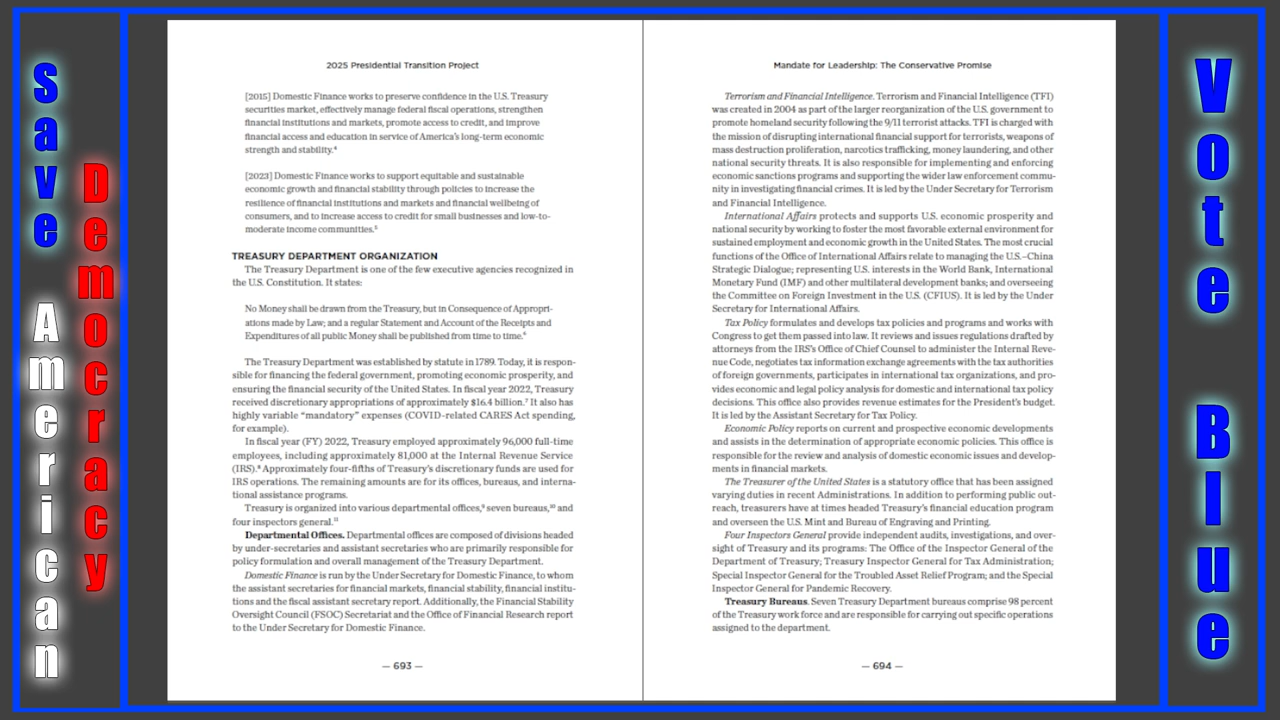 Save
American
Democracy
2025 Presidential Transition Project
[2015] Domestic Finance works to preserve confidence in the U.S. Treasury
securities market, effectively manage federal fiscal operations, strengthen
financial institutions and markets, promote access to credit, and improve
financial access and education in service of America's long-term economic
strength and stability.⁴
[2023] Domestic Finance works to support equitable and sustainable
economic growth and financial stability through policies to increase the
resilience of financial institutions and markets and financial wellbeing of
consumers, and to increase access to credit for small businesses and low-to-
moderate income communities.⁵
TREASURY DEPARTMENT ORGANIZATION
The Treasury Department is one of the few executive agencies recognized in
the U.S. Constitution. It states:
No Money shall be drawn from the Treasury, but in Consequence of Appropri-
ations made by Law; and a regular Statement and Account of the Receipts and
Expenditures of all public Money shall be published from time to time.⁶
The Treasury Department was established by statute in 1789. Today, it is respon-
sible for financing the federal government, promoting economic prosperity, and
ensuring the financial security of the United States. In fiscal year 2022, Treasury
received discretionary appropriations of approximately $16.4 billion.⁷ It also has
highly variable “mandatory” expenses (COVID-related CARES Act spending,
for example).
In fiscal year (FY) 2022, Treasury employed approximately 96,000 full-time
employees, including approximately 81,000 at the Internal Revenue Service
(IRS).⁸ Approximately four-fifths of Treasury's discretionary funds are used for
IRS operations. The remaining amounts are for its offices, bureaus, and interna-
tional assistance programs.
Treasury is organized into various departmental offices,⁹ seven bureaus,¹⁰ and
four inspectors general.¹¹
Departmental Offices. Departmental offices are composed of divisions headed
by under-secretaries and assistant secretaries who are primarily responsible for
policy formulation and overall management of the Treasury Department.
Domestic Finance is run by the Under Secretary for Domestic Finance, to whom
the assistant secretaries for financial markets, financial stability, financial institu-
tions and the fiscal assistant secretary report. Additionally, the Financial Stability
Oversight Council (FSOC) Secretariat and the Office of Financial Research report
to the Under Secretary for Domestic Finance.
— 693 —
Mandate for Leadership: The Conservative Promise
Terrorism and Financial Intelligence. Terrorism and Financial Intelligence (TFI)
was created in 2004 as part of the larger reorganization of the U.S. government to
promote homeland security following the 9/11 terrorist attacks. TFI is charged with
the mission of disrupting international financial support for terrorists, weapons of
mass destruction proliferation, narcotics trafficking, money laundering, and other
national security threats. It is also responsible for implementing and enforcing
economic sanctions programs and supporting the wider law enforcement commu-
nity in investigating financial crimes. It is led by the Under Secretary for Terrorism
and Financial Intelligence.
International Affairs protects and supports U.S. economic prosperity and
national security by working to foster the most favorable external environment for
sustained employment and economic growth in the United States. The most crucial
functions of the Office of International Affairs relate to managing the U.S.–China
Strategic Dialogue; representing U.S. interests in the World Bank, International
Monetary Fund (IMF) and other multilateral development banks; and overseeing
the Committee on Foreign Investment in the U.S. (CFIUS). It is led by the Under
Secretary for International Affairs.
Tax Policy formulates and develops tax policies and programs and works with
Congress to get them passed into law. It reviews and issues regulations drafted by
attorneys from the IRS's Office of Chief Counsel to administer the Internal Reve-
nue Code, negotiates tax information exchange agreements with the tax authorities
of foreign governments, participates in international tax organizations, and pro-
vides economic and legal policy analysis for domestic and international tax policy
decisions. This office also provides revenue estimates for the President's budget.
It is led by the Assistant Secretary for Tax Policy.
Economic Policy reports on current and prospective economic developments
and assists in the determination of appropriate economic policies. This office is
responsible for the review and analysis of domestic economic issues and develop-
ments in financial markets.
The Treasurer of the United States is a statutory office that has been assigned
varying duties in recent Administrations. In addition to performing public out-
reach, treasurers have at times headed Treasury's financial education program
and overseen the U.S. Mint and Bureau of Engraving and Printing.
Four Inspectors General provide independent audits, investigations, and over-
sight of Treasury and its programs: The Office of the Inspector General of the
Department of Treasury; Treasury Inspector General for Tax Administration;
Special Inspector General for the Troubled Asset Relief Program; and the Special
Inspector General for Pandemic Recovery.
Treasury Bureaus. Seven Treasury Department bureaus comprise 98 percent
of the Treasury work force and are responsible for carrying out specific operations
assigned to the department.
— 694 —
Vote
Blue